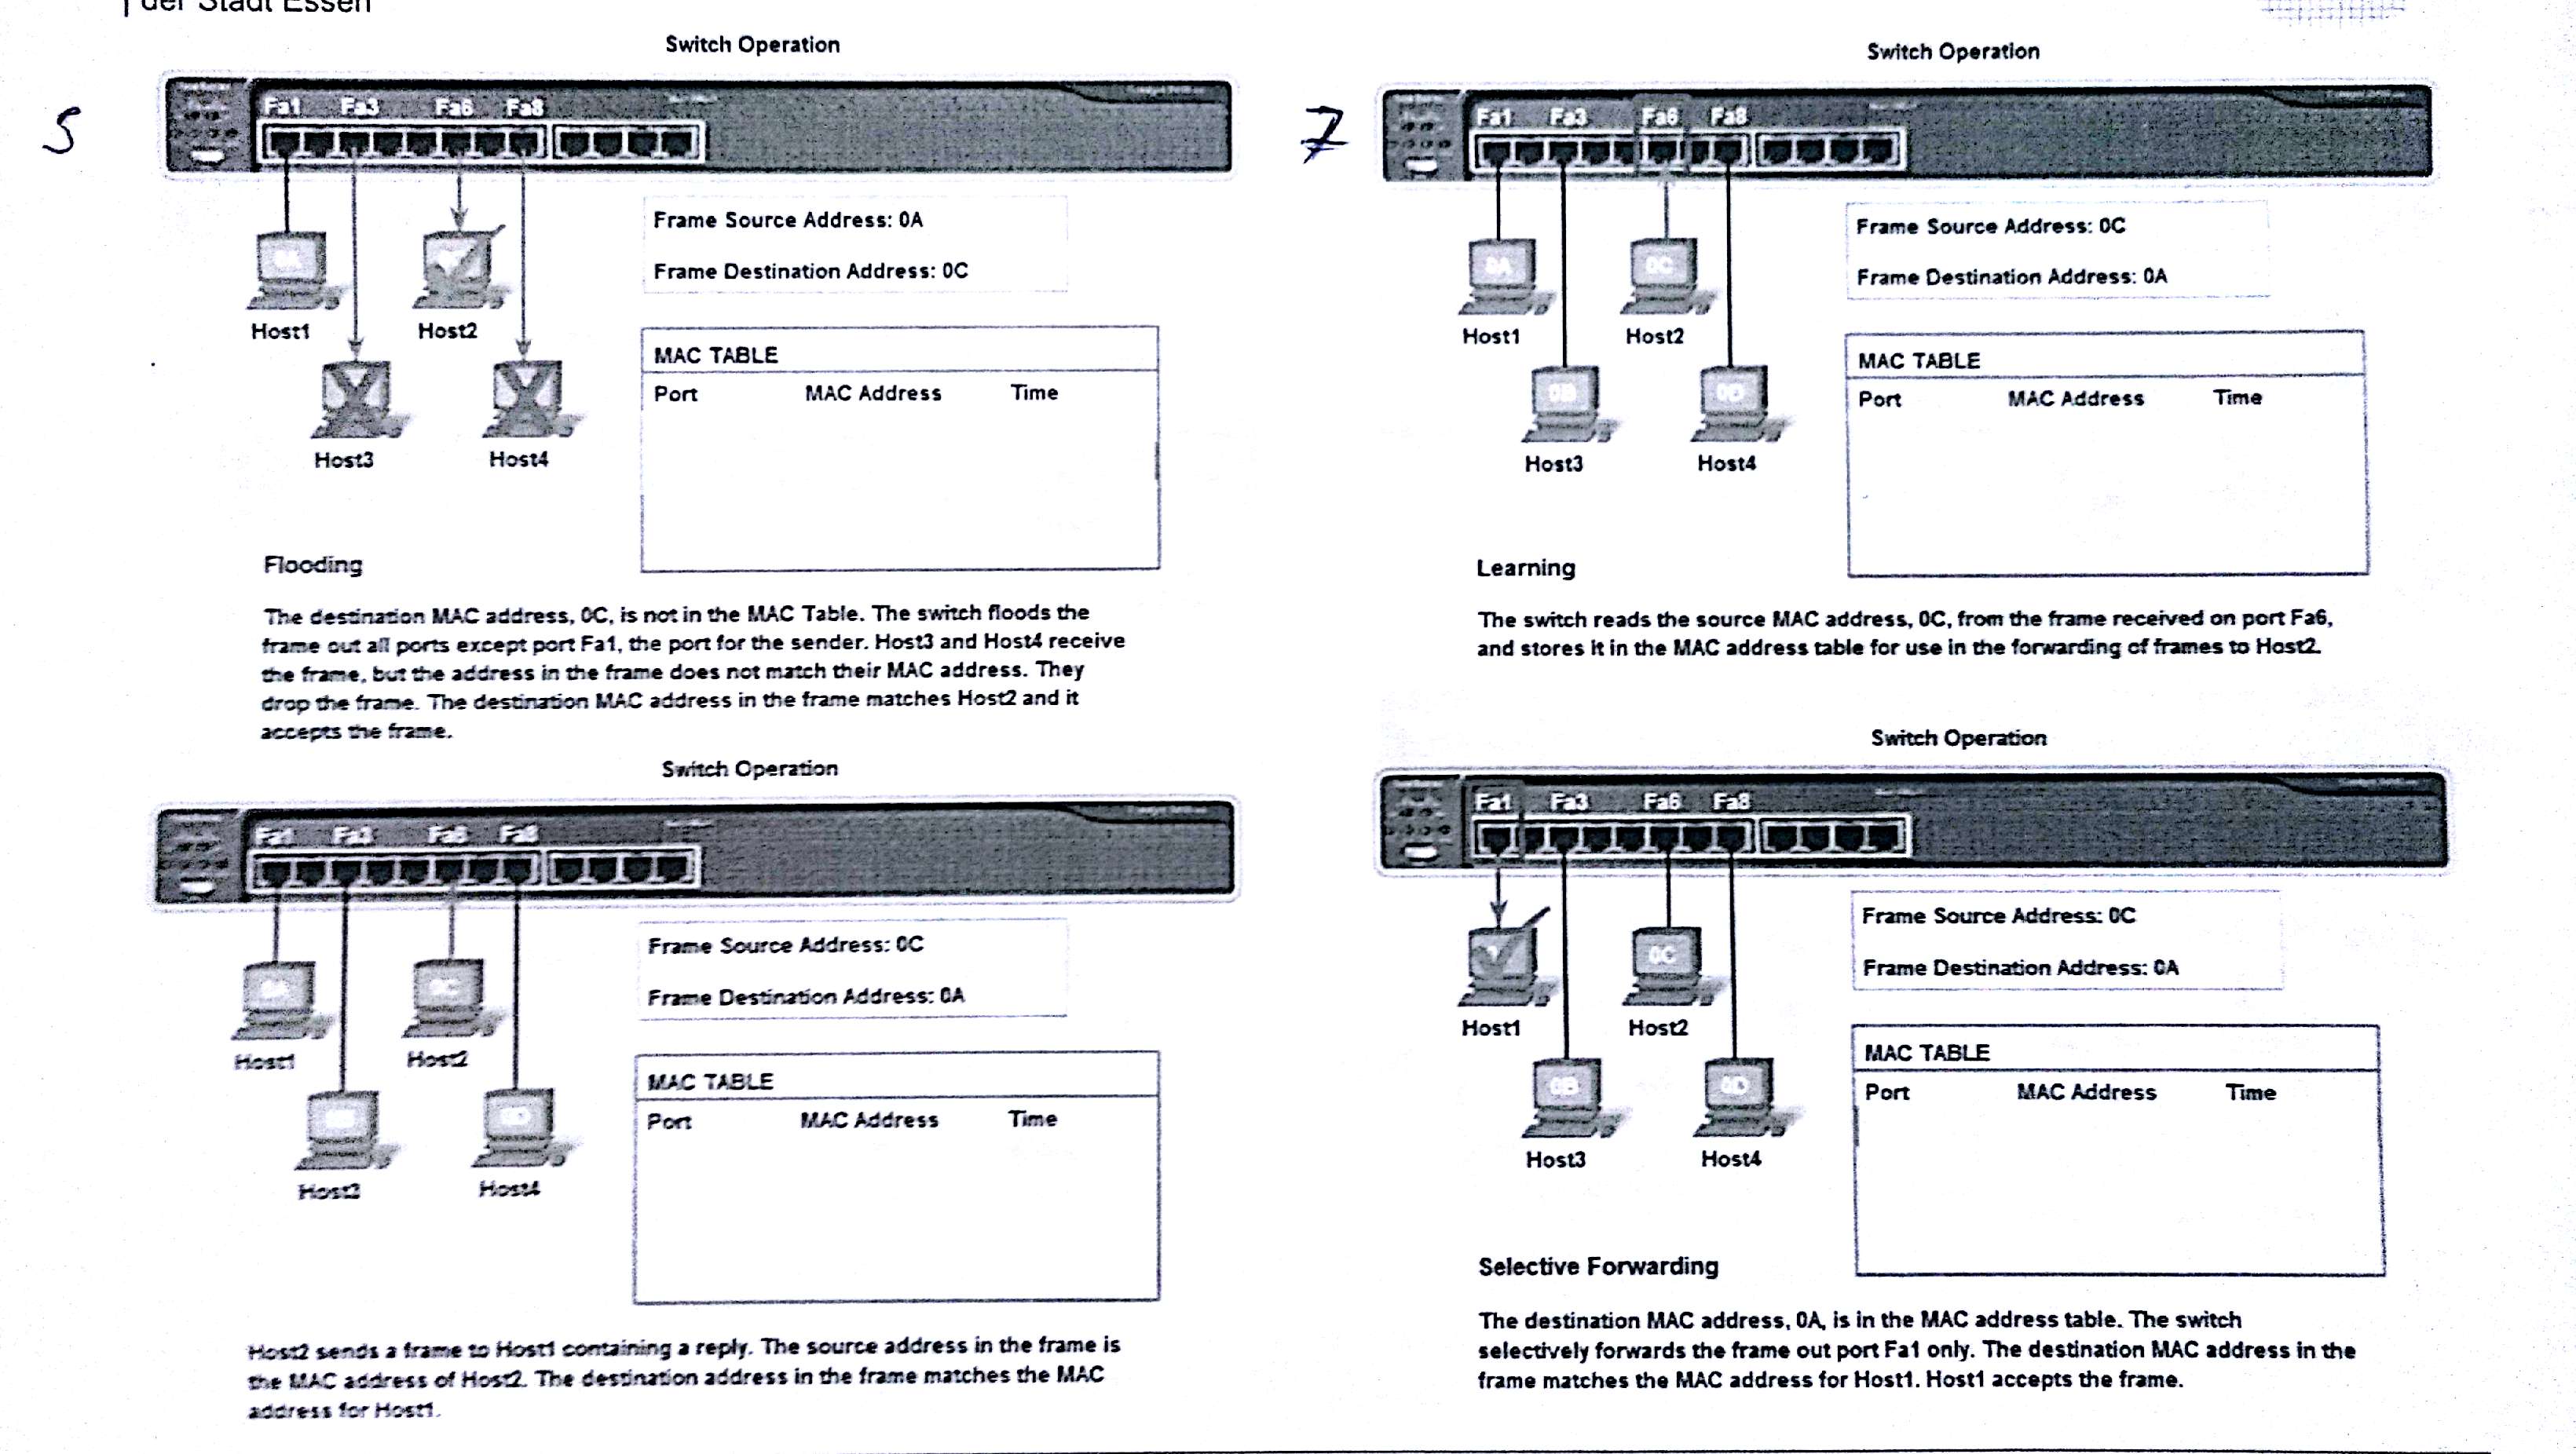 der Stadt Essen
5
Switch Operation
Fa1 Fa3 Fa6 Fa8
Frame Source Address: 0A
Frame Destination Address: 0C
0A
Host1
Host2
Host3
Host4
MAC TABLE
Port MAC Address Time
Flooding
The destination MAC address, 0C, is not in the MAC Table. The switch floods the
frame out all ports except port Fa1, the port for the sender. Host3 and Host4 receive
the frame, but the address in the frame does not match their MAC address. They
drop the frame. The destination MAC address in the frame matches Host2 and it
accepts the frame.
Switch Operation
Fa1 Fa3 Fa6 Fa8
Frame Source Address: 0C
Frame Destination Address: 0A
0C
Host1
Host2
Host3
Host4
MAC TABLE
Port MAC Address Time
Host2 sends a frame to Host1 containing a reply. The source address in the frame is
the MAC address of Host2. The destination address in the frame matches the MAC
address for Host1.
7
Switch Operation
Fa1 Fa3 Fa6 Fa8
Frame Source Address: 0C
Frame Destination Address: 0A
0A 0C
Host1
Host2
0B 0D
Host3
Host4
MAC TABLE
Port MAC Address Time
Learning
The switch reads the source MAC address, 0C, from the frame received on port Fa6,
and stores it in the MAC address table for use in the forwarding of frames to Host2.
Switch Operation
Fa1 Fa3 Fa6 Fa8
Frame Source Address: 0C
Frame Destination Address: 0A
0C
Host1
Host2
0B 0D
Host3
Host4
MAC TABLE
Port MAC Address Time
Selective Forwarding
The destination MAC address, 0A, is in the MAC address table. The switch
selectively forwards the frame out port Fa1 only. The destination MAC address in the
frame matches the MAC address for Host1. Host1 accepts the frame.